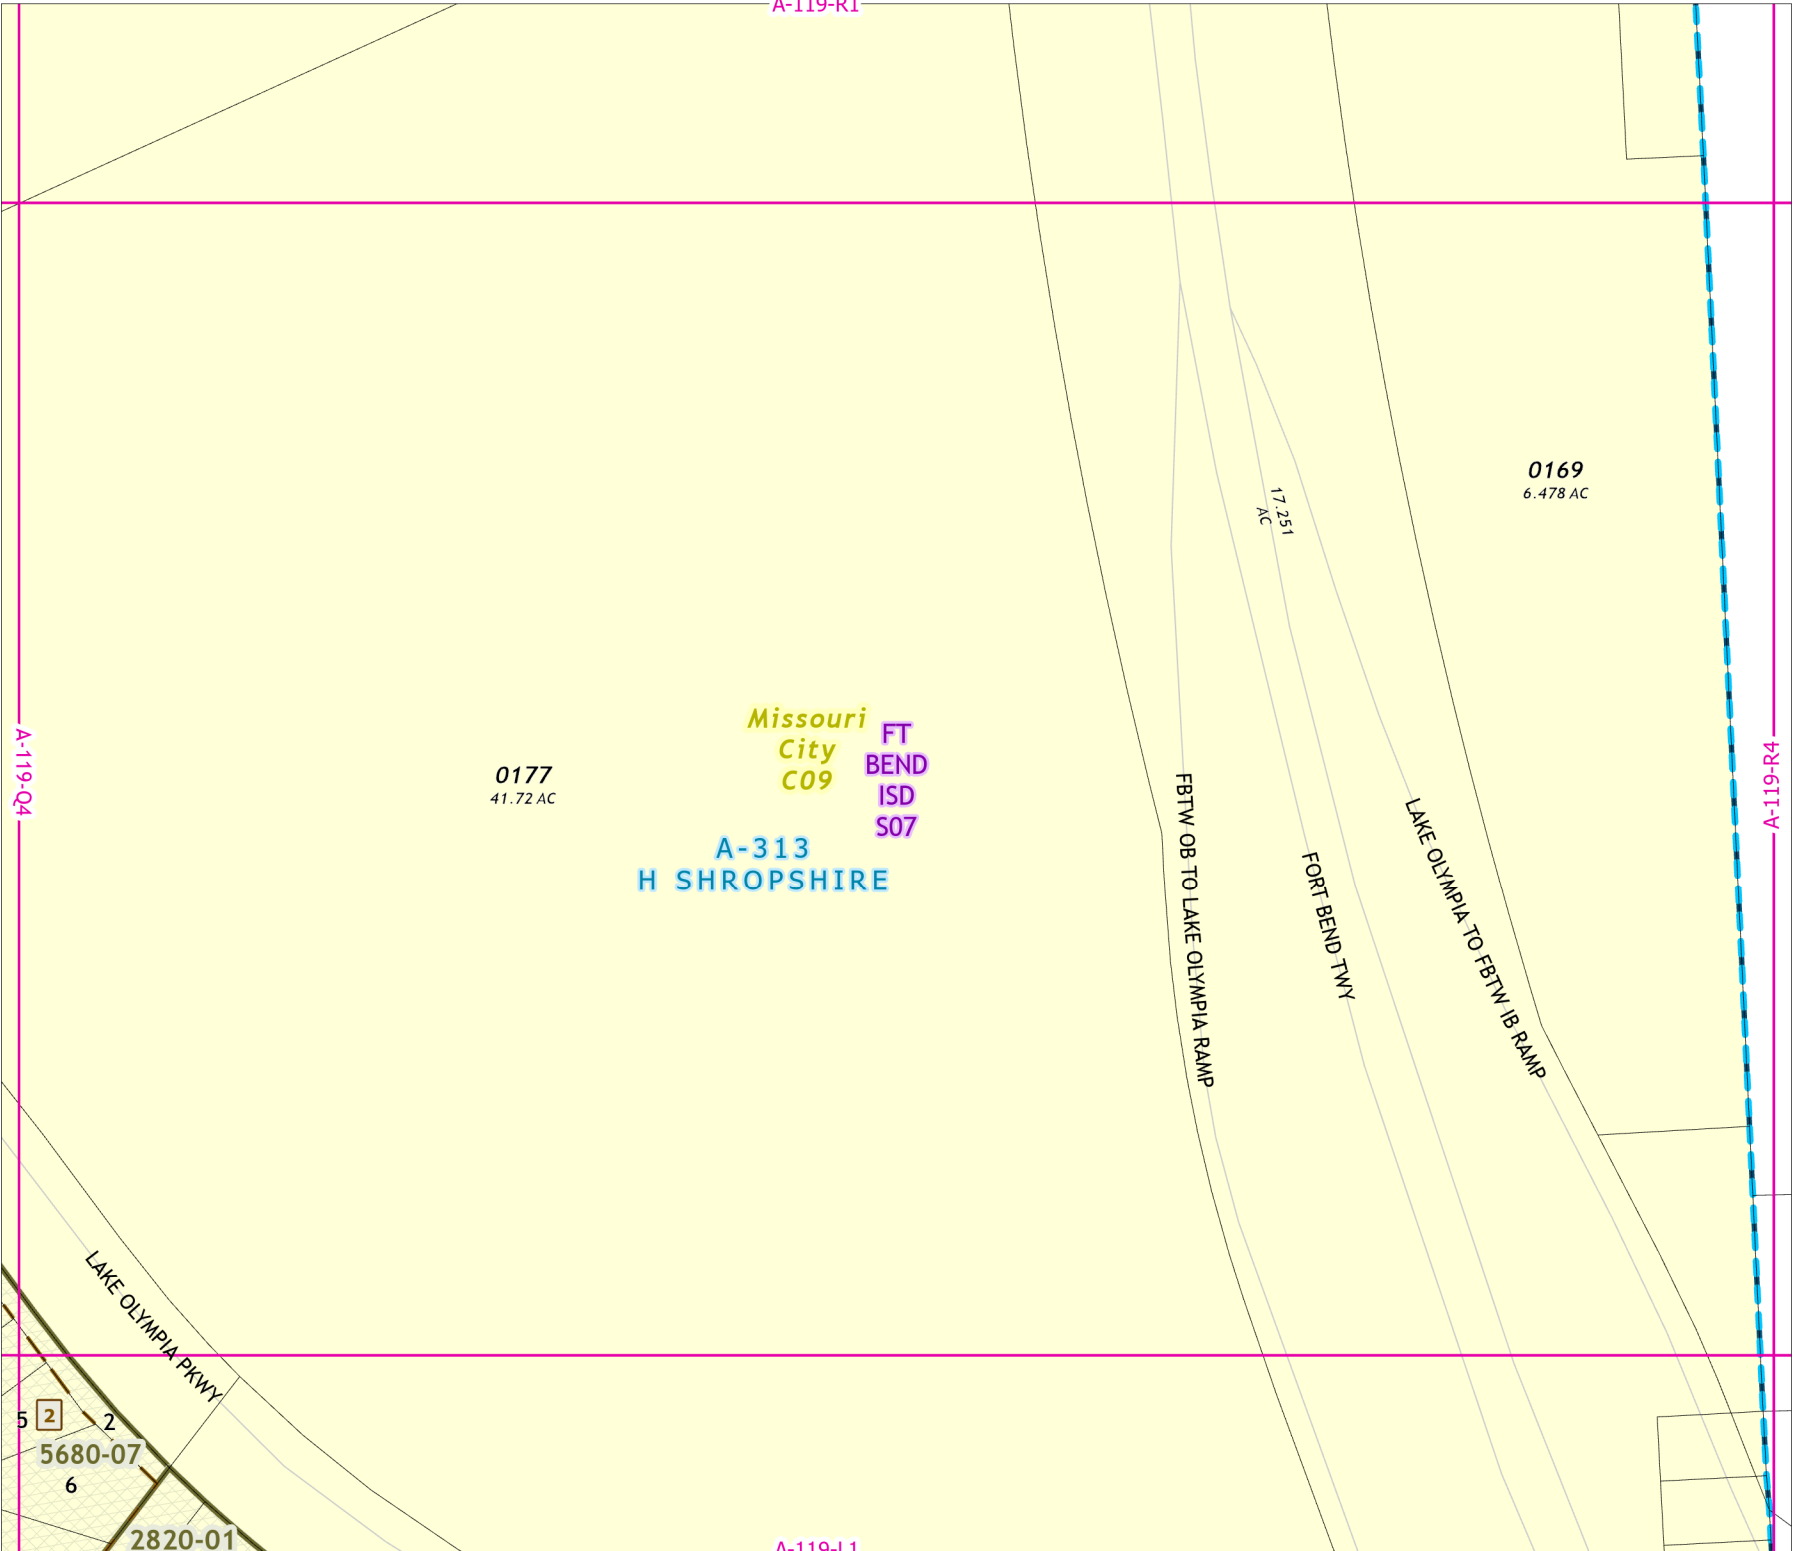 A-119-R1
0169
6.478 AC
17.251
AC
Missouri
City
C09
FT
BEND
ISD
S07
0177
41.72 AC
A-313
H SHROPSHIRE
A-119-Q4
A-119-R4
FBTW OB TO LAKE OLYMPIA RAMP
FORT BEND TWY
LAKE OLYMPIA TO FBTW IB RAMP
LAKE OLYMPIA PKWY
5
2
2
5680-07
6
2820-01
A-119-L1